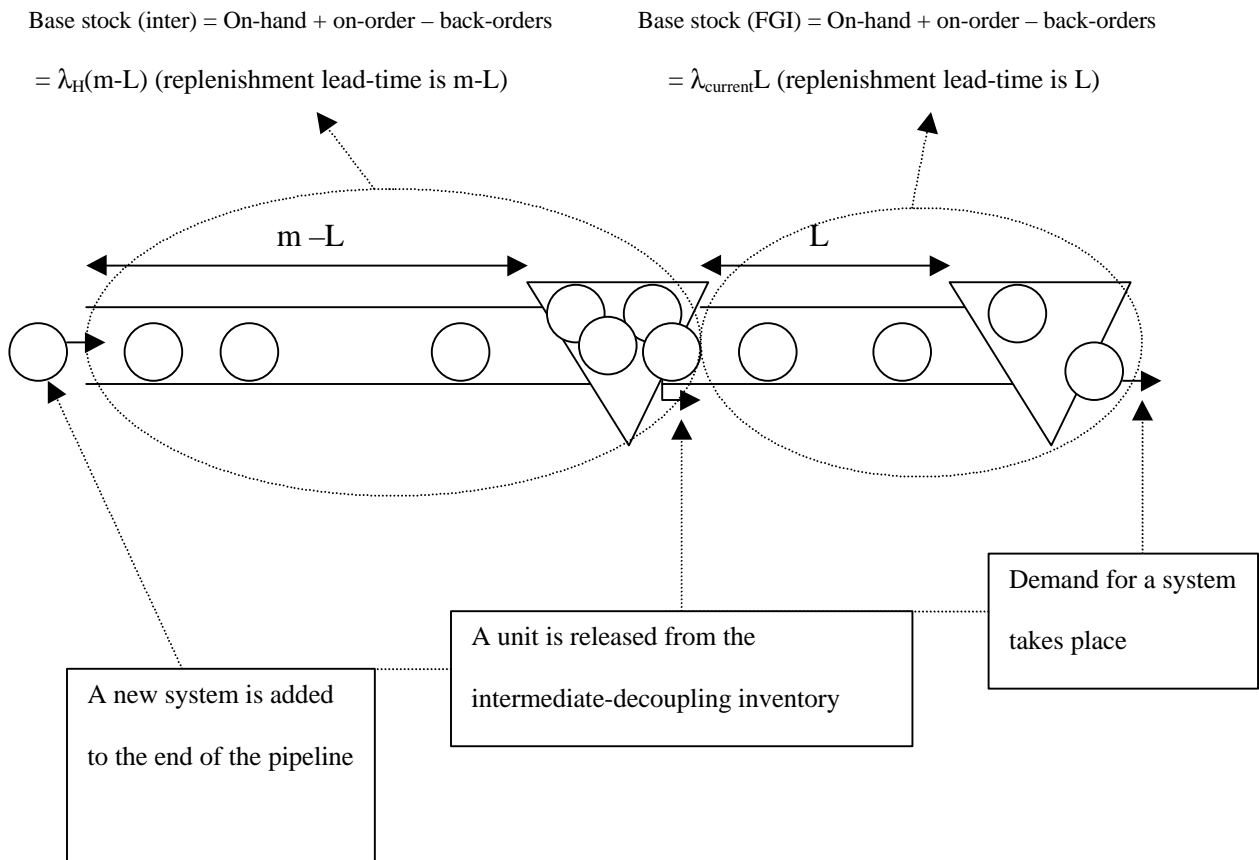 Base stock (inter) = On-hand + on-order – back-orders
= λH(m-L) (replenishment lead-time is m-L)
Base stock (FGI) = On-hand + on-order – back-orders
= λcurrentL (replenishment lead-time is L)
m –L
L
Demand for a system
takes place
A unit is released from the
intermediate-decoupling inventory
A new system is added
to the end of the pipeline